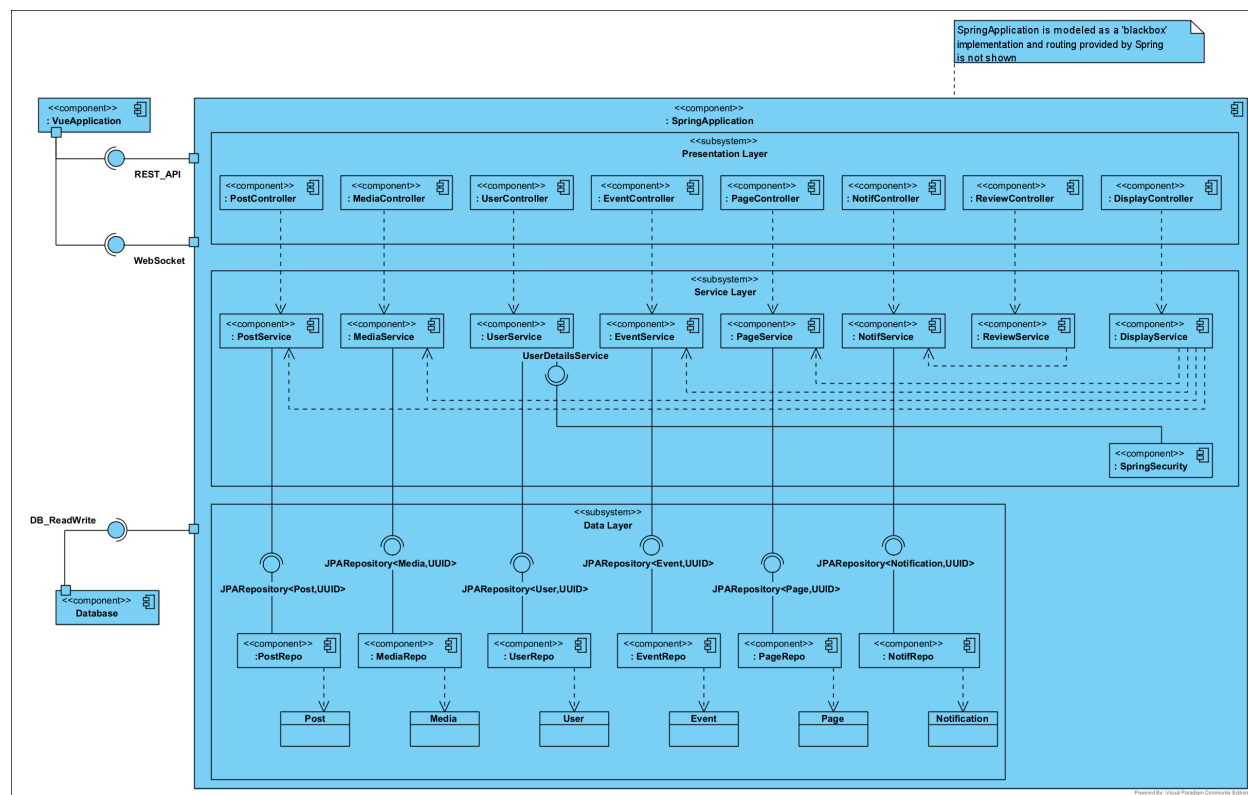 SpringApplication is modeled as a 'blackbox'
implementation and routing provided by Spring
is not shown
<<component>>
: VueApplication
<<component>>
: SpringApplication
<<subsystem>>
Presentation Layer
REST_API
WebSocket
<<component>>
: PostController
<<component>>
: MediaController
<<component>>
: UserController
<<component>>
: EventController
<<component>>
: PageController
<<component>>
: NotifController
<<component>>
: ReviewController
<<component>>
: DisplayController
<<subsystem>>
Service Layer
<<component>>
: PostService
<<component>>
: MediaService
<<component>>
: UserService
<<component>>
: EventService
<<component>>
: PageService
<<component>>
: NotifService
<<component>>
: ReviewService
<<component>>
: DisplayService
UserDetailsService
<<component>>
: SpringSecurity
DB_ReadWrite
<<component>>
: Database
<<subsystem>>
Data Layer
JPARepository<Post,UUID>
JPARepository<Media,UUID>
JPARepository<User,UUID>
JPARepository<Event,UUID>
JPARepository<Page,UUID>
JPARepository<Notification,UUID>
<<component>>
:PostRepo
<<component>>
: MediaRepo
<<component>>
: UserRepo
<<component>>
: EventRepo
<<component>>
: PageRepo
<<component>>
: NotifRepo
Post
Media
User
Event
Page
Notification
Powered By: Visual Paradigm Community Edition